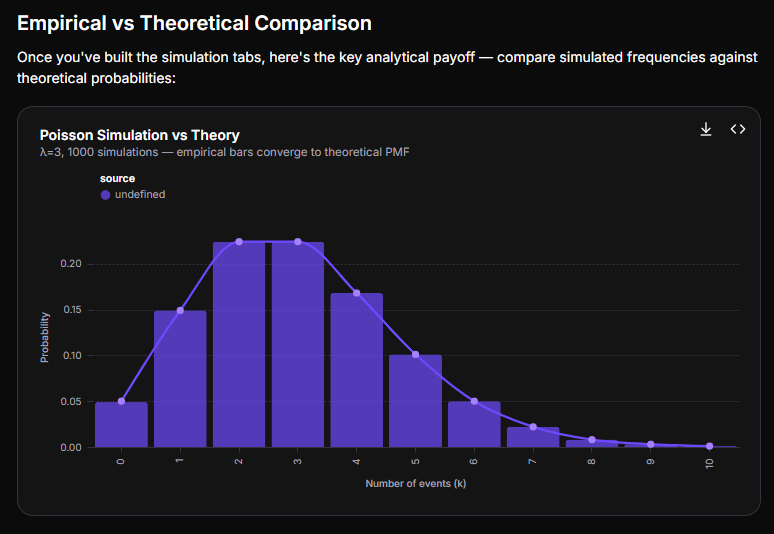 Empirical vs Theoretical Comparison
Once you've built the simulation tabs, here's the key analytical payoff — compare simulated frequencies against
theoretical probabilities:
Poisson Simulation vs Theory
λ=3, 1000 simulations — empirical bars converge to theoretical PMF
source
undefined
0.20
0.15
0.10
0.05
0.00
Probability
0 1 2 3 4 5 6 7 8 9 10
Number of events (k)